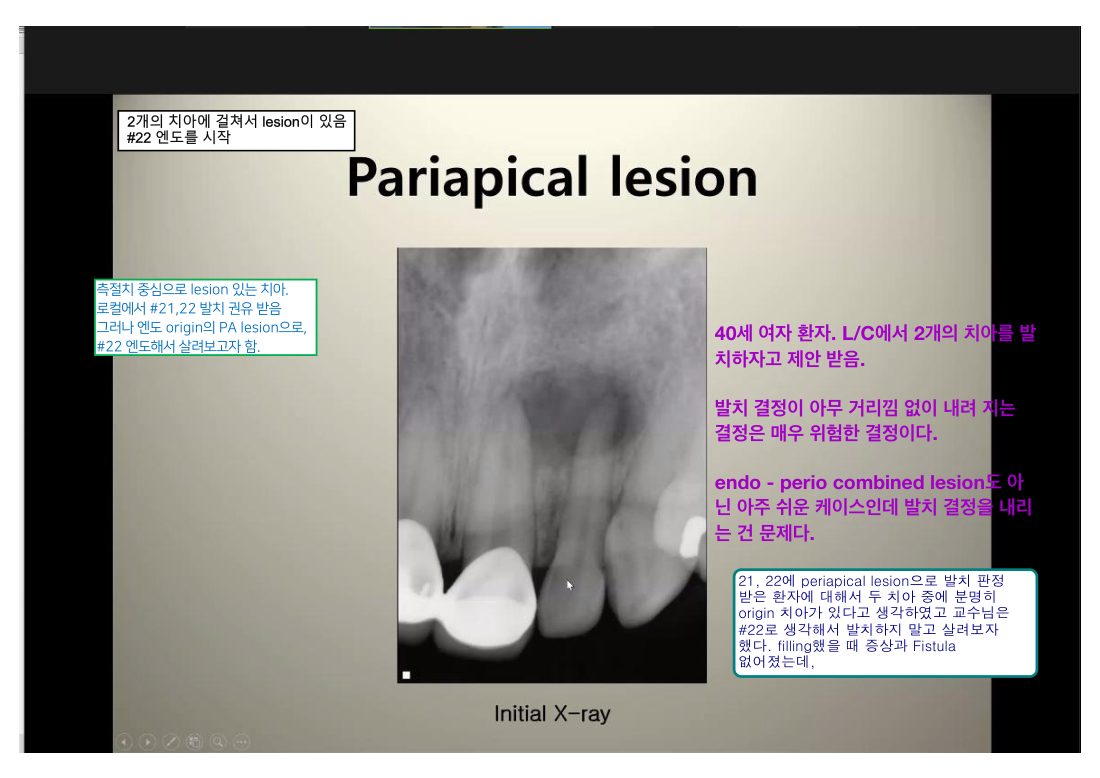 2개의 치아에 걸쳐서 lesion이 있음
#22 엔도를 시작
Pariapical lesion
측절치 중심으로 lesion 있는 치아.
로컬에서 #21,22 발치 권유 받음
그러나 엔도 origin의 PA lesion으로,
#22 엔도해서 살려보고자 함.
40세 여자 환자. L/C에서 2개의 치아를 발
치하자고 제안 받음.
발치 결정이 아무 거리낌 없이 내려 지는
결정은 매우 위험한 결정이다.
endo - perio combined lesion도 아
닌 아주 쉬운 케이스인데 발치 결정을 내리
는 건 문제다.
21, 22에 periapical lesion으로 발치 판정
받은 환자에 대해서 두 치아 중에 분명히
origin 치아가 있다고 생각하였고 교수님은
#22로 생각해서 발치하지 말고 살려보자
했다. filling했을 때 증상과 Fistula
없어졌는데,
Initial X-ray